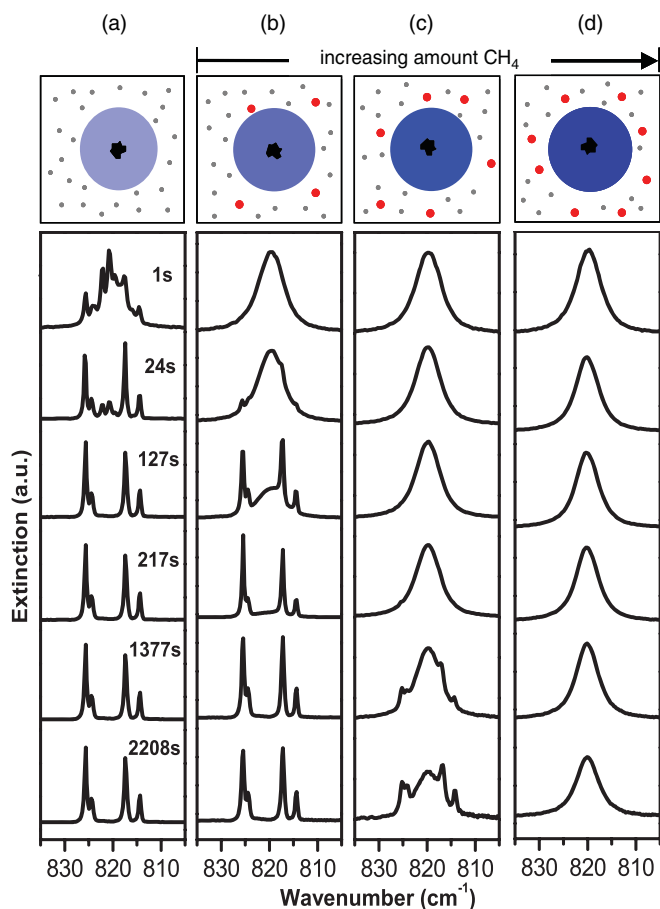 (a) (b) (c) (d)
increasing amount CH₄
1s
24s
127s
217s
1377s
2208s
Extinction (a.u.)
830 820 810 830 820 810 830 820 810 830 820 810
Wavenumber (cm⁻¹)